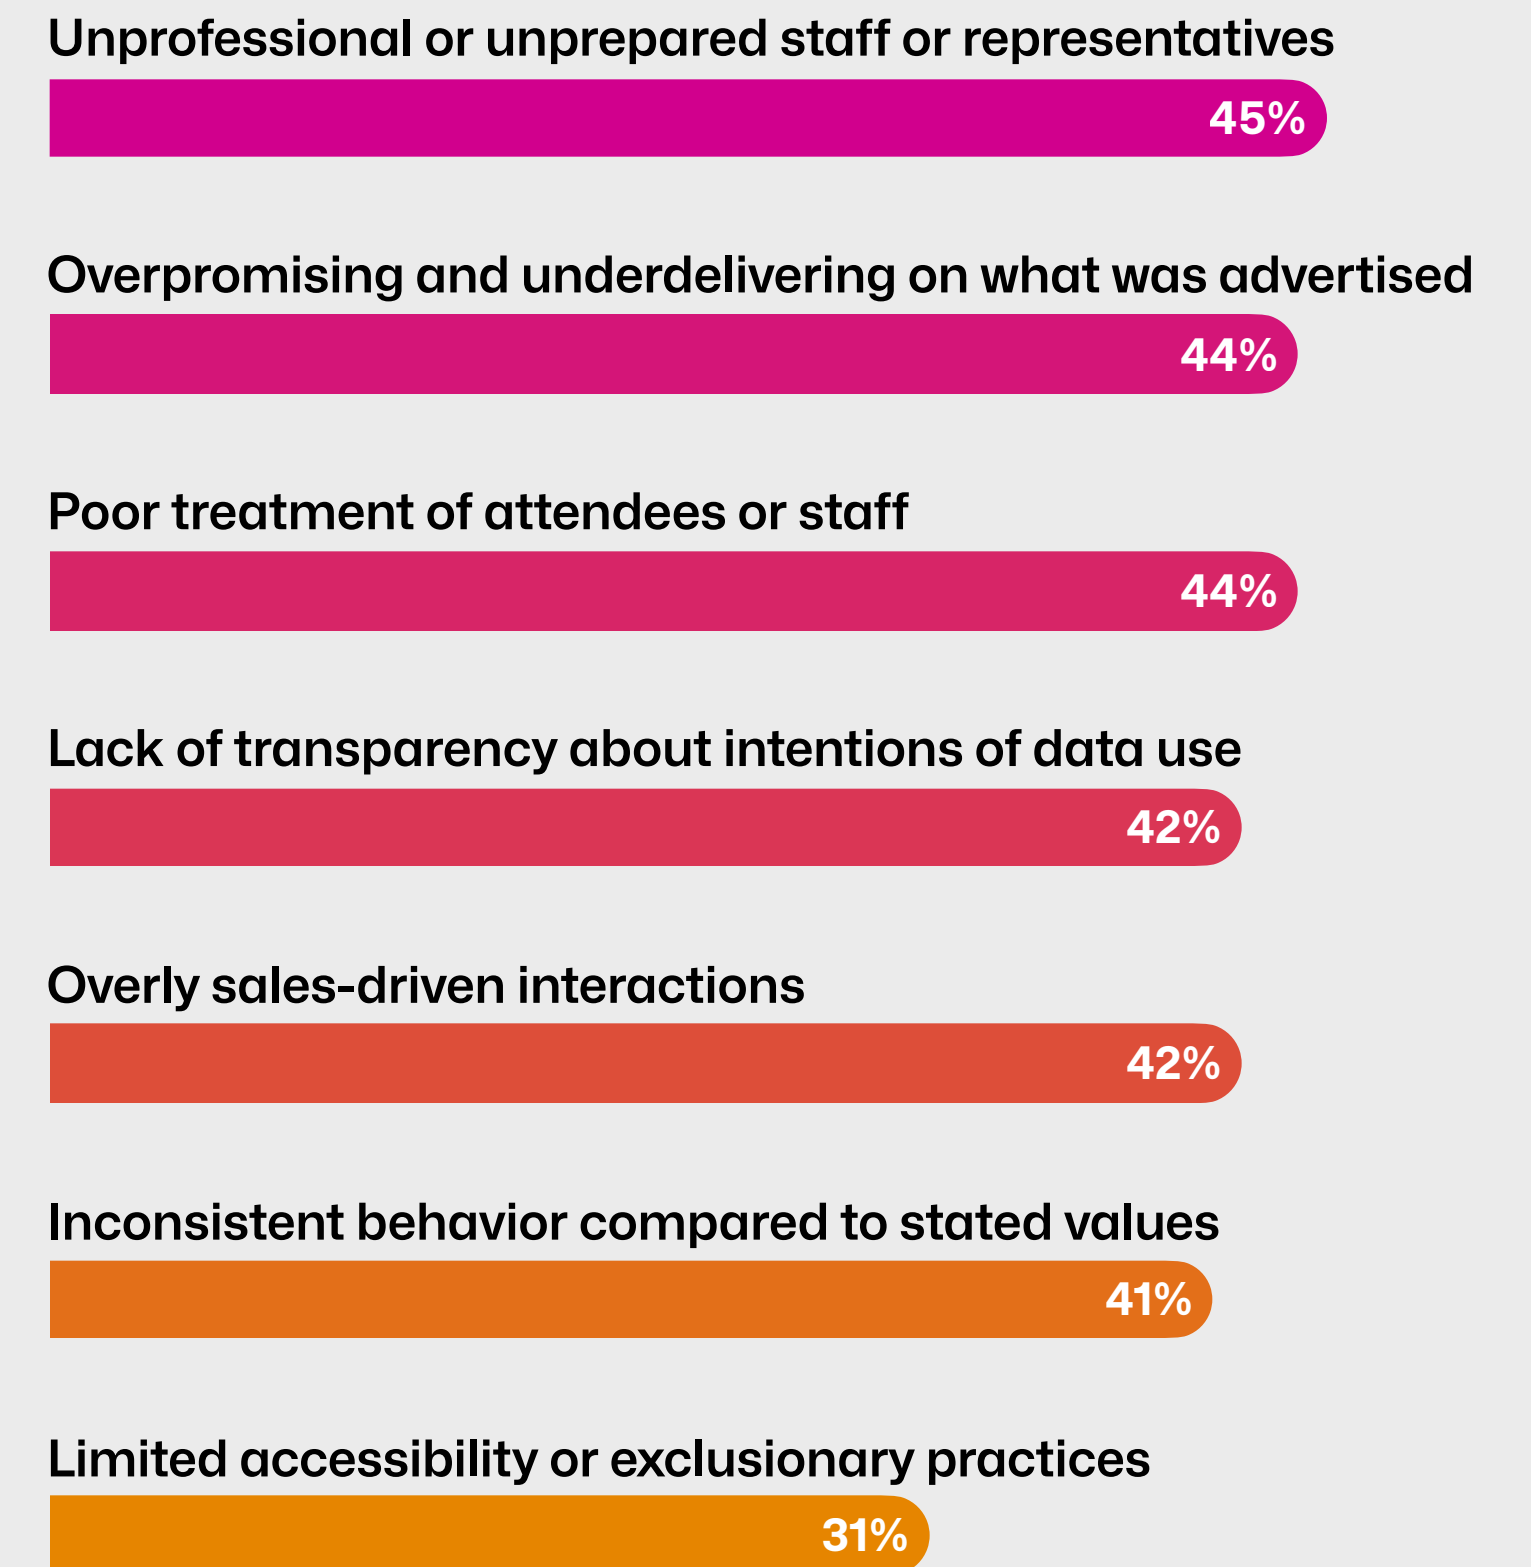 Unprofessional or unprepared staff or representatives
45%
Overpromising and underdelivering on what was advertised
44%
Poor treatment of attendees or staff
44%
Lack of transparency about intentions of data use
42%
Overly sales-driven interactions
42%
Inconsistent behavior compared to stated values
41%
Limited accessibility or exclusionary practices
31%